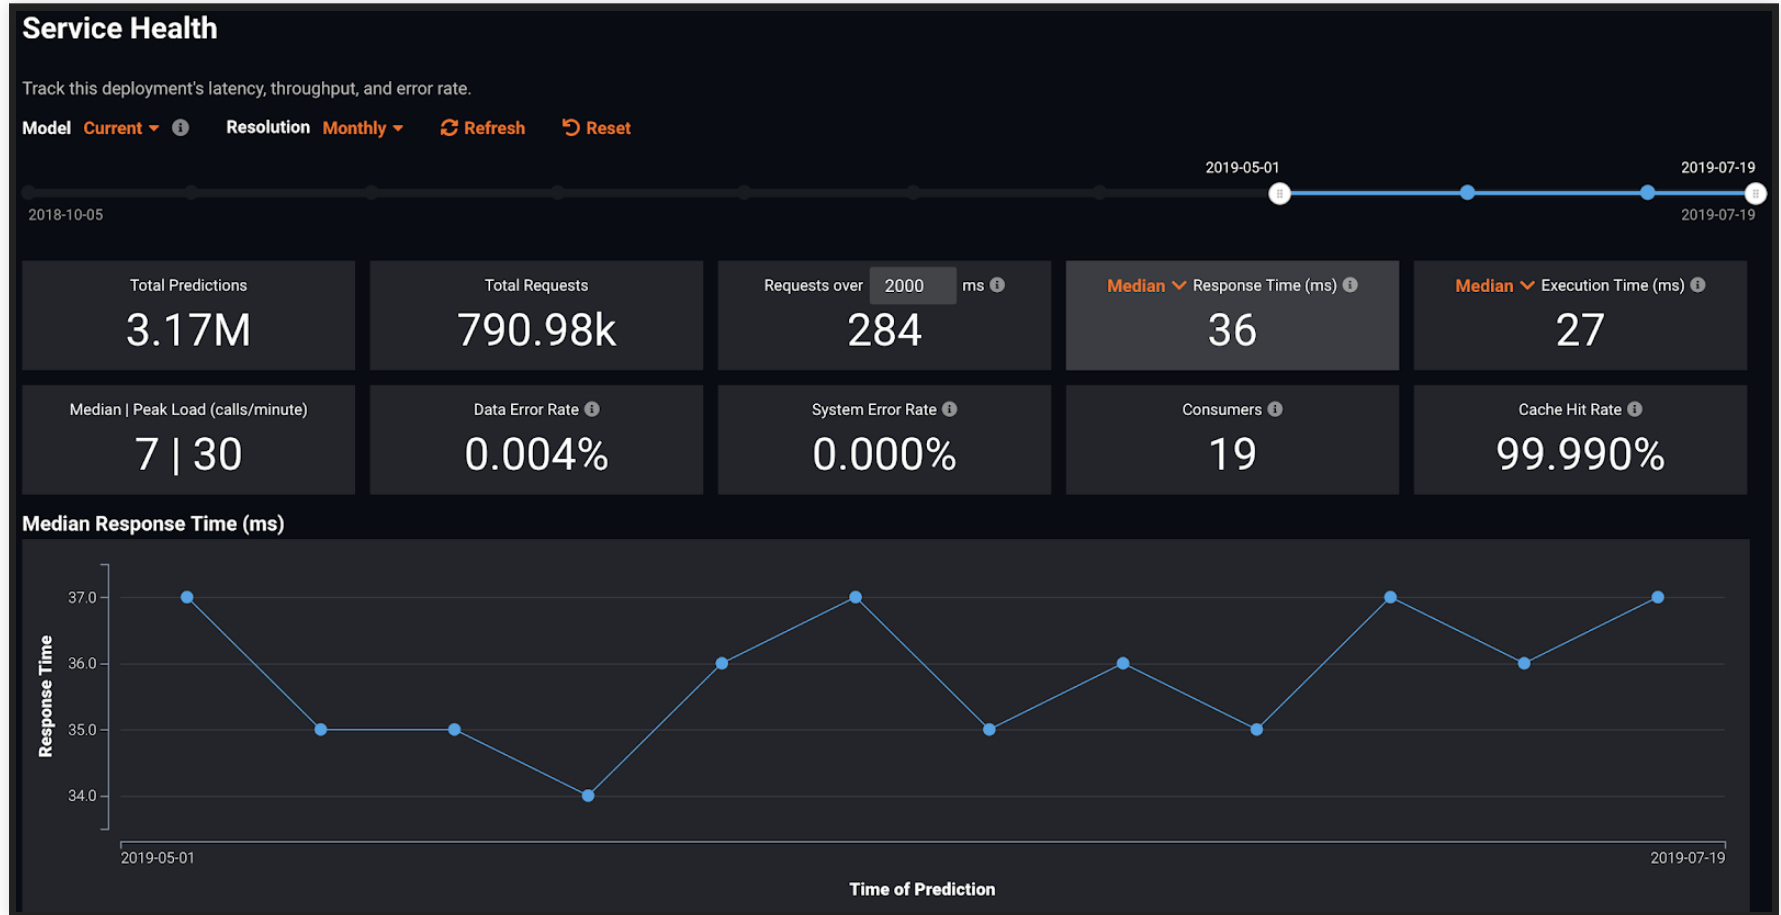 Service Health
Track this deployment's latency, throughput, and error rate.
Model Current Resolution Monthly Refresh Reset
2019-05-01 2019-07-19
2018-10-05 2019-07-19
Total Predictions
3.17M
Total Requests
790.98k
Requests over 2000 ms
284
Median Response Time (ms)
36
Median Execution Time (ms)
27
Median | Peak Load (calls/minute)
7 | 30
Data Error Rate
0.004%
System Error Rate
0.000%
Consumers
19
Cache Hit Rate
99.990%
Median Response Time (ms)
Response Time
37.0
36.0
35.0
34.0
2019-05-01 2019-07-19
Time of Prediction